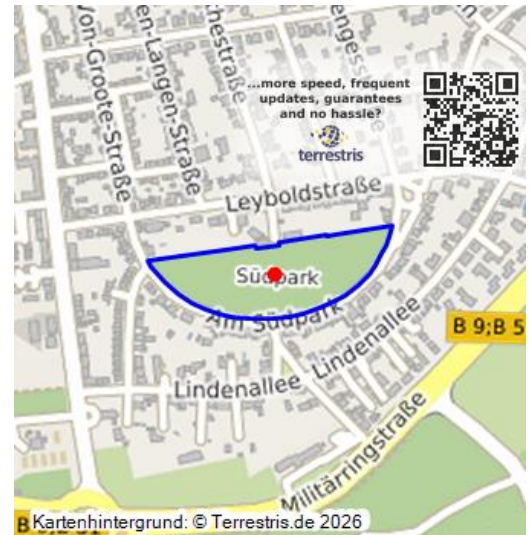 Von-Groote-Straße
-Langen-Straße
chestraße
...more speed, frequent
updates, guarantees
and no hassle?
terrestris
Leyboldstraße
Südpark
Am Südpark
Lindenallee
Lindenallee
B 9;B 5
Militärringstraße
Kartenhintergrund: © Terrestris.de 2026